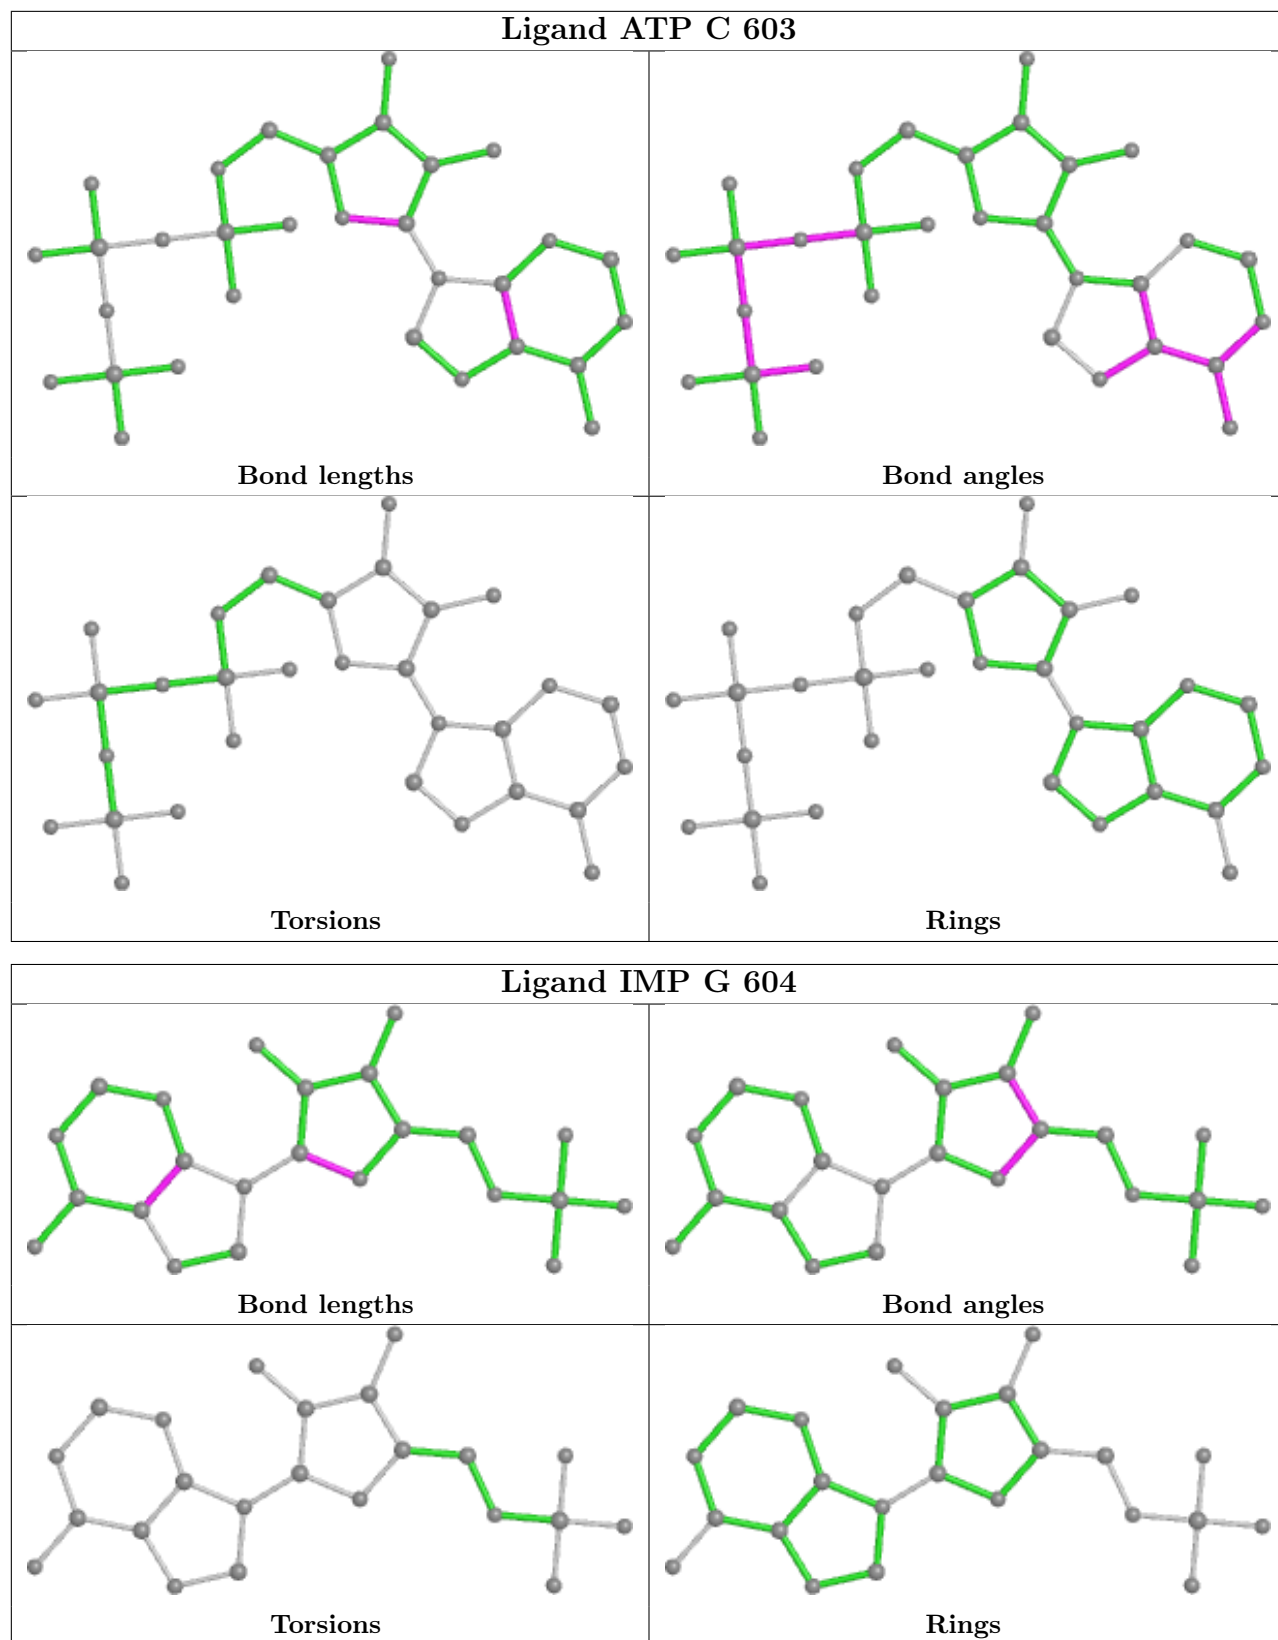 Ligand ATP C 603
Bond lengths
Bond angles
Torsions
Rings
Ligand IMP G 604
Bond lengths
Bond angles
Torsions
Rings